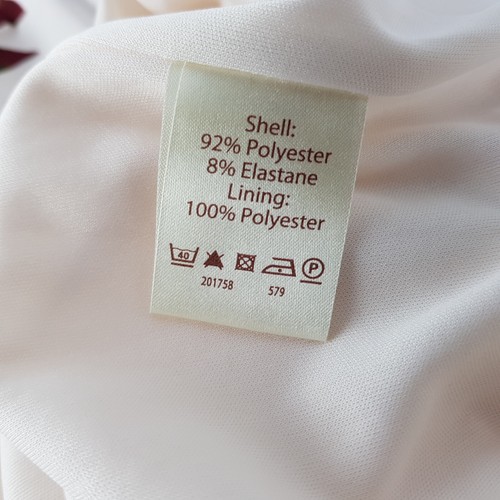 Shell:
92% Polyester
8% Elastane
Lining:
100% Polyester
40 P
201758 579